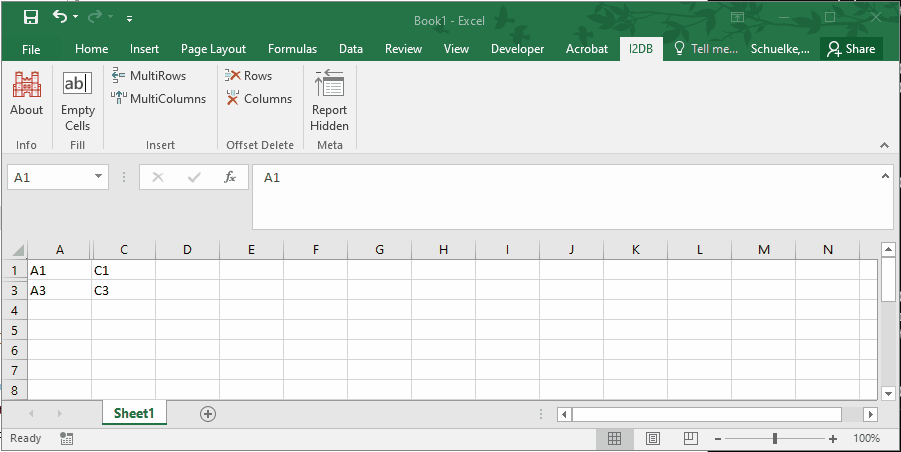 Book1 - Excel
File Home Insert Page Layout Formulas Data Review View Developer Acrobat I2DB Tell me... Schuelke,... Share
About
Info
ab
Empty
Cells
Fill
MultiRows
MultiColumns
Insert
Rows
Columns
Offset Delete
Report
Hidden
Meta
A1 fx A1
A C D E F G H I J K L M N
1 A1 C1
3 A3 C3
4
5
6
7
8
Sheet1
Ready 100%